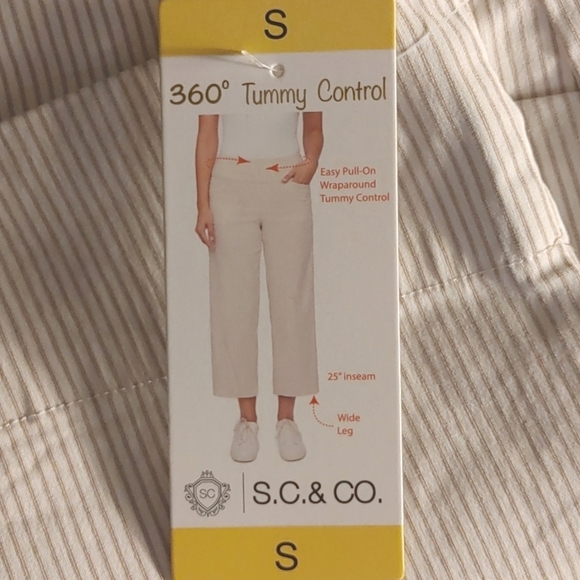 S
360° Tummy Control
Easy Pull-On
Wraparound
Tummy Control
25" inseam
Wide
Leg
SC
S.C. & CO.
S